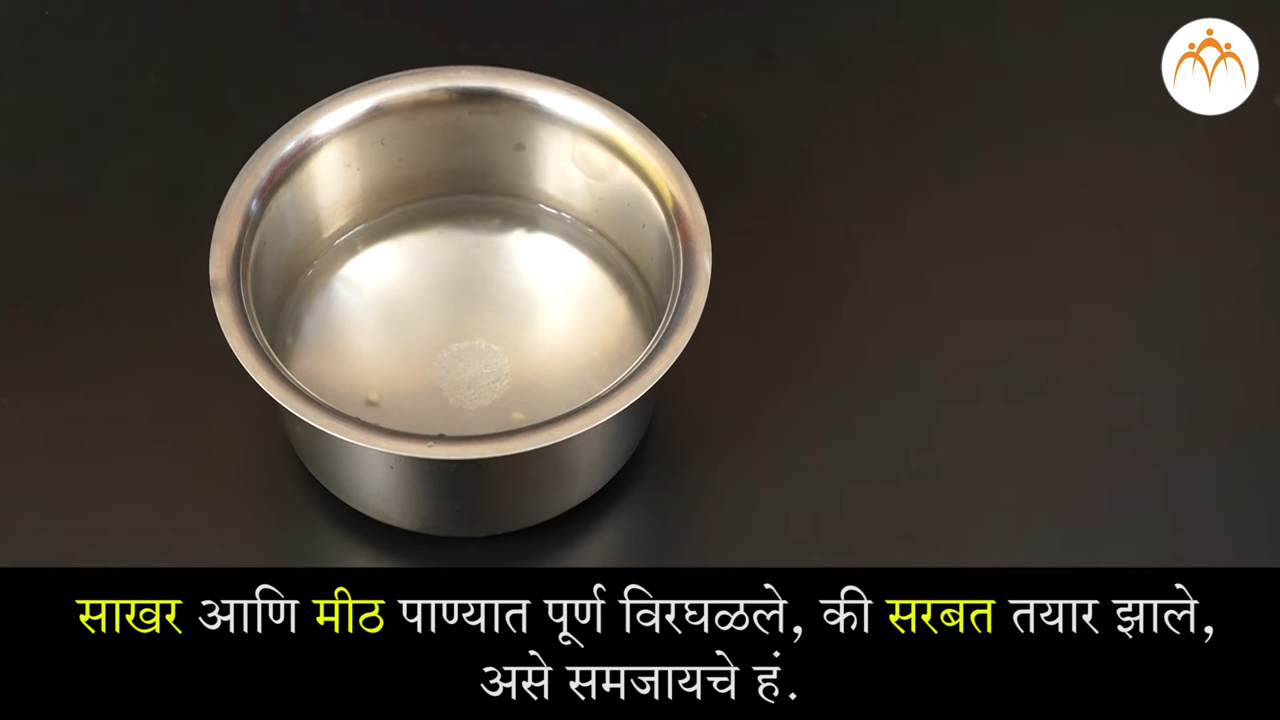 साखर आणि मीठ पाण्यात पूर्ण विरघळले, की सरबत तयार झाले,
असे समजायचे हं.